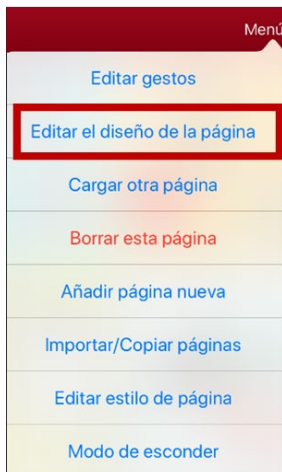 Menú
Editar gestos
Editar el diseño de la página
Cargar otra página
Borrar esta página
Añadir página nueva
Importar/Copiar páginas
Editar estilo de página
Modo de esconder